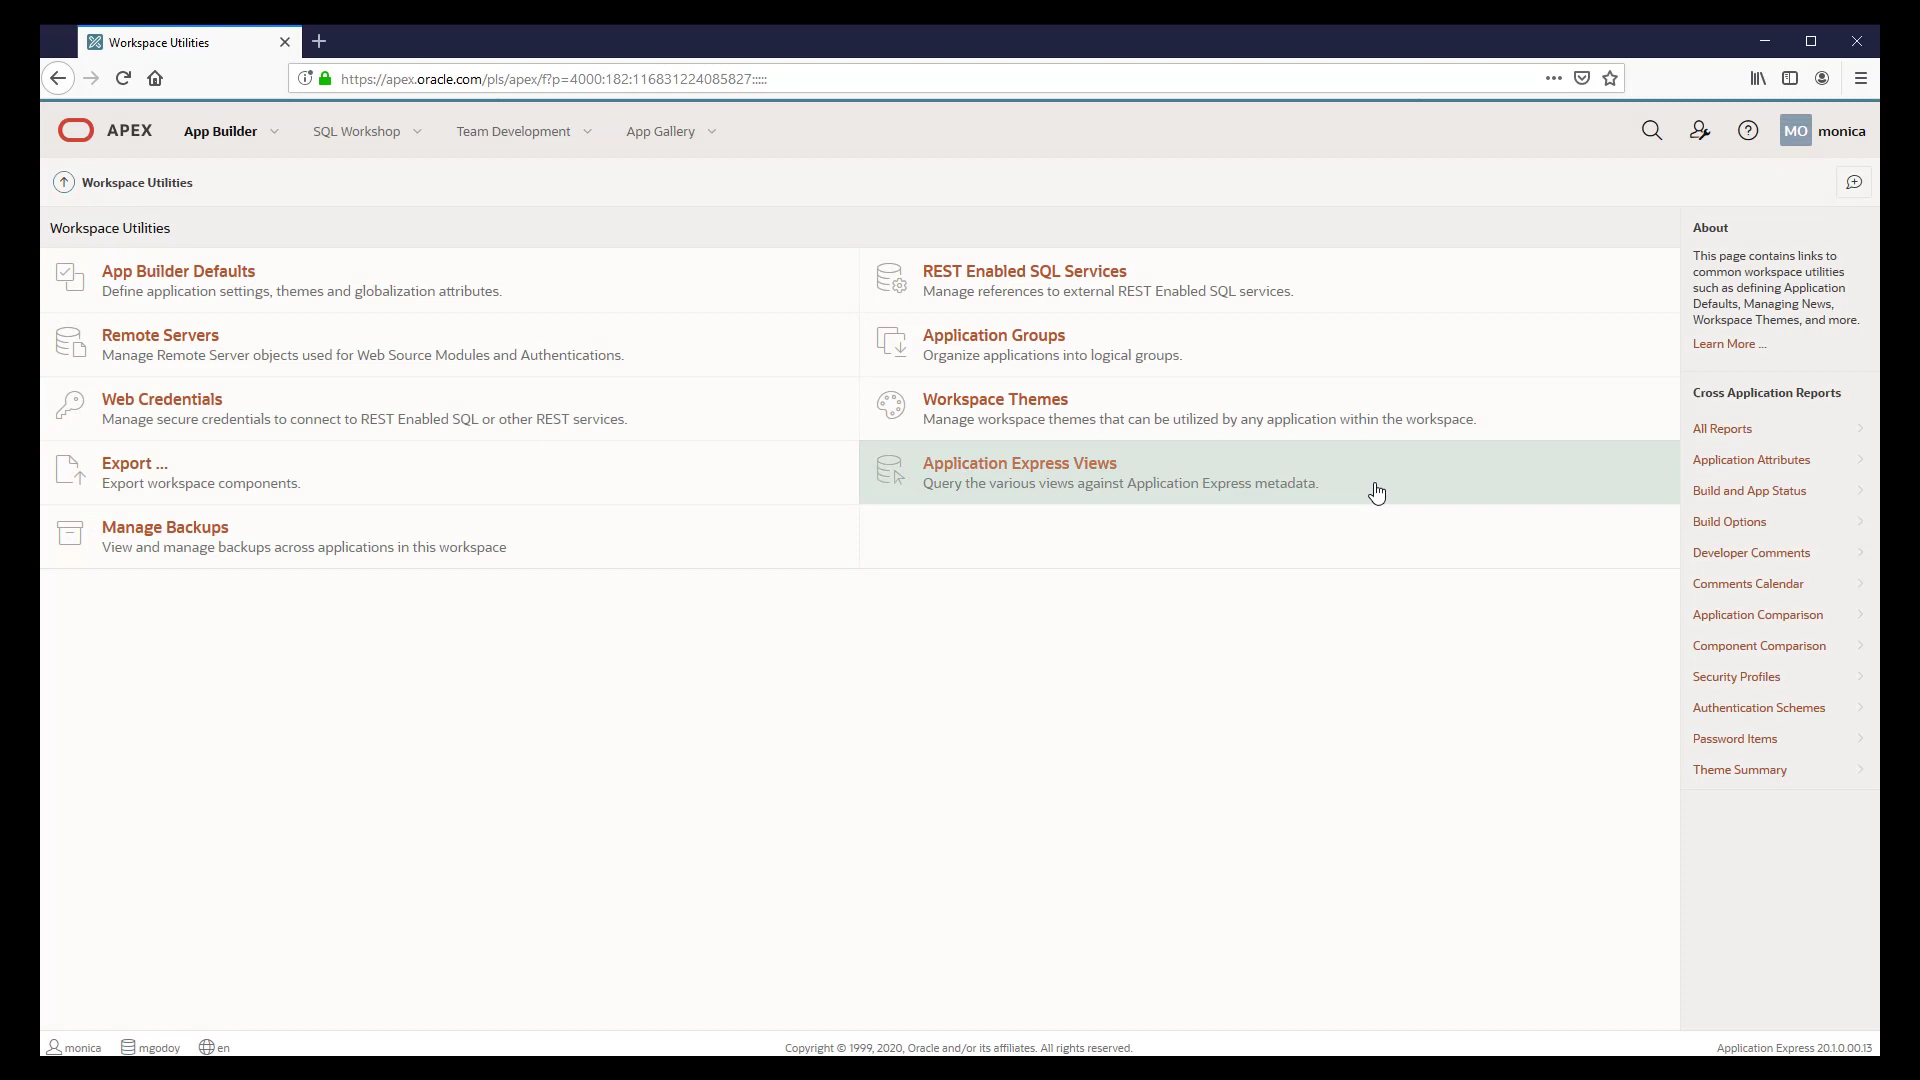 Workspace Utilities
https://apex.oracle.com/pls/apex/f?p=4000:182:116831224085827:::::
APEX
App Builder
SQL Workshop
Team Development
App Gallery
MO
monica
Workspace Utilities
Workspace Utilities
App Builder Defaults
Define application settings, themes and globalization attributes.
REST Enabled SQL Services
Manage references to external REST Enabled SQL services.
Remote Servers
Manage Remote Server objects used for Web Source Modules and Authentications.
Application Groups
Organize applications into logical groups.
Web Credentials
Manage secure credentials to connect to REST Enabled SQL or other REST services.
Workspace Themes
Manage workspace themes that can be utilized by any application within the workspace.
Export ...
Export workspace components.
Application Express Views
Query the various views against Application Express metadata.
Manage Backups
View and manage backups across applications in this workspace
About
This page contains links to
common workspace utilities
such as defining Application
Defaults, Managing News,
Workspace Themes, and more.
Learn More ...
Cross Application Reports
All Reports
Application Attributes
Build and App Status
Build Options
Developer Comments
Comments Calendar
Application Comparison
Component Comparison
Security Profiles
Authentication Schemes
Password Items
Theme Summary
monica
mgodoy
en
Copyright © 1999, 2020, Oracle and/or its affiliates. All rights reserved.
Application Express 20.1.0.00.13